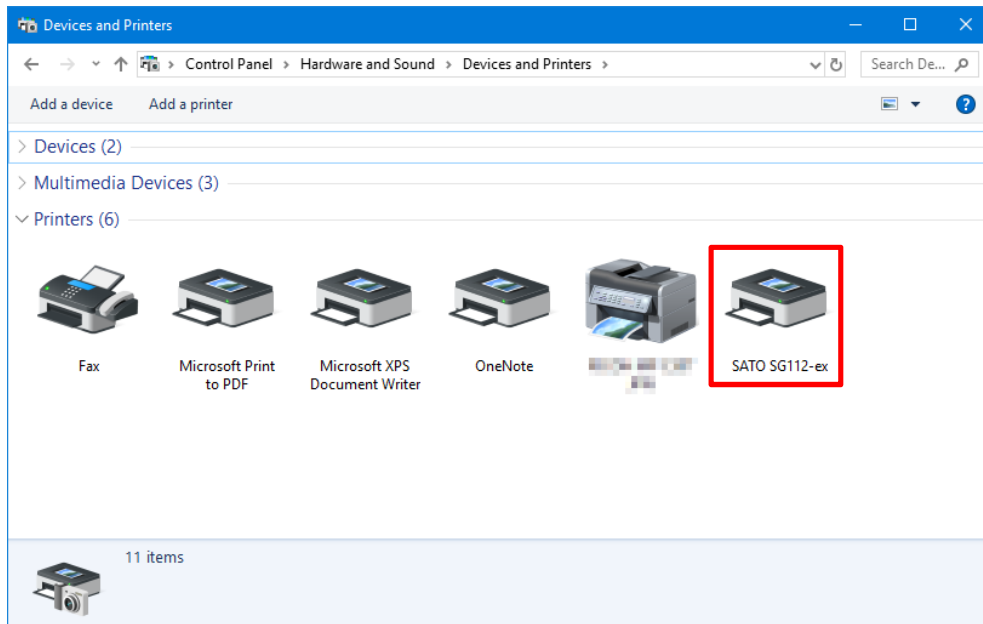 Devices and Printers
Control Panel > Hardware and Sound > Devices and Printers >
Search De...
Add a device Add a printer
Devices (2)
Multimedia Devices (3)
Printers (6)
Fax
Microsoft Print
to PDF
Microsoft XPS
Document Writer
OneNote
SATO SG112-ex
11 items